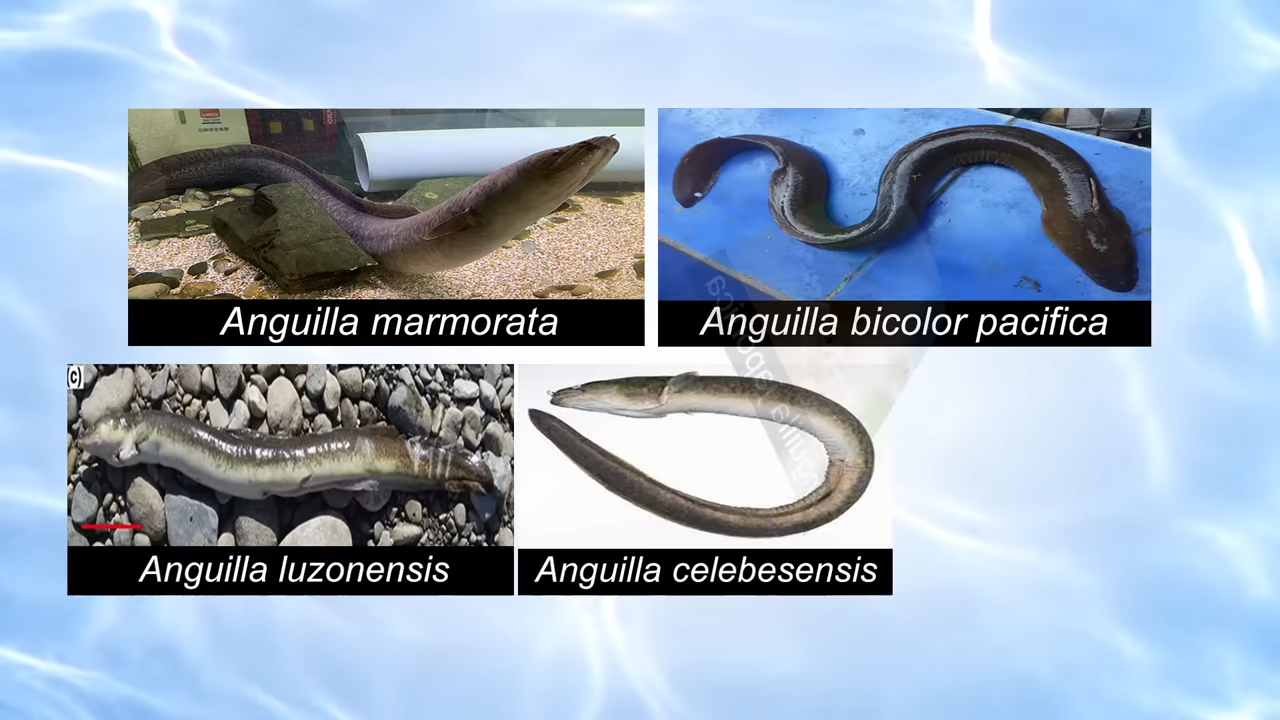 Anguilla marmorata
Anguilla bicolor pacifica
(c)
Anguilla luzonensis
Anguilla celebesensis